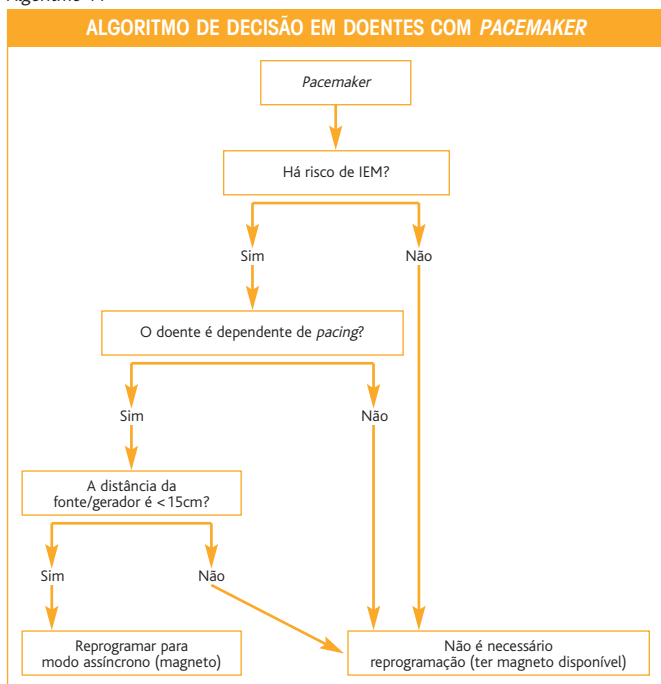 ALGORITMO DE DECISÃO EM DOENTES COM PACEMAKER
Pacemaker
Há risco de IEM?
Sim
Não
O doente é dependente de pacing?
Sim
Não
A distância da
fonte/gerador é <15cm?
Sim
Não
Reprogramar para
modo assíncrono (magneto)
Não é necessário
reprogramação (ter magneto disponível)